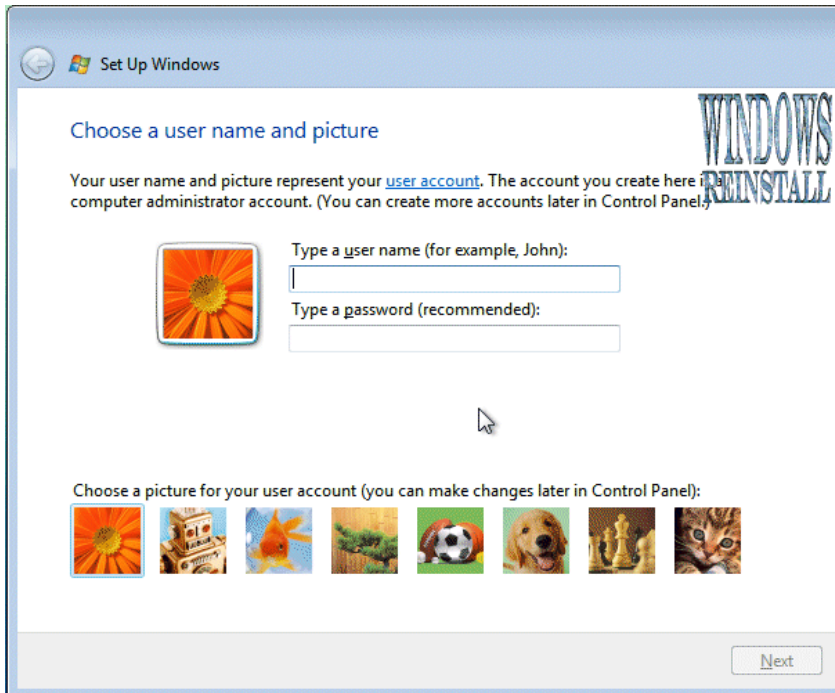 Set Up Windows
WINDOWS
REINSTALL
Choose a user name and picture
Your user name and picture represent your user account. The account you create here is a
computer administrator account. (You can create more accounts later in Control Panel.)
Type a user name (for example, John):
Type a password (recommended):
Choose a picture for your user account (you can make changes later in Control Panel):
Next